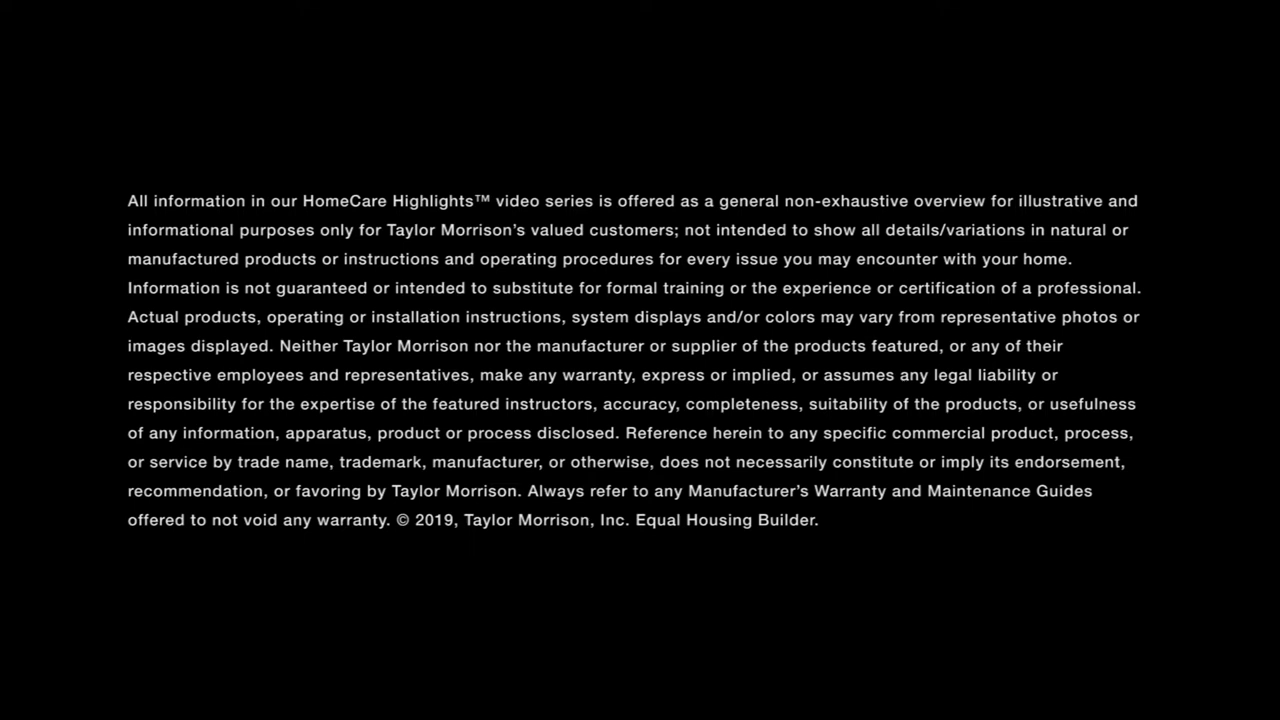 All information in our HomeCare Highlights™ video series is offered as a general non-exhaustive overview for illustrative and
informational purposes only for Taylor Morrison’s valued customers; not intended to show all details/variations in natural or
manufactured products or instructions and operating procedures for every issue you may encounter with your home.
Information is not guaranteed or intended to substitute for formal training or the experience or certification of a professional.
Actual products, operating or installation instructions, system displays and/or colors may vary from representative photos or
images displayed. Neither Taylor Morrison nor the manufacturer or supplier of the products featured, or any of their
respective employees and representatives, make any warranty, express or implied, or assumes any legal liability or
responsibility for the expertise of the featured instructors, accuracy, completeness, suitability of the products, or usefulness
of any information, apparatus, product or process disclosed. Reference herein to any specific commercial product, process,
or service by trade name, trademark, manufacturer, or otherwise, does not necessarily constitute or imply its endorsement,
recommendation, or favoring by Taylor Morrison. Always refer to any Manufacturer’s Warranty and Maintenance Guides
offered to not void any warranty. © 2019, Taylor Morrison, Inc. Equal Housing Builder.